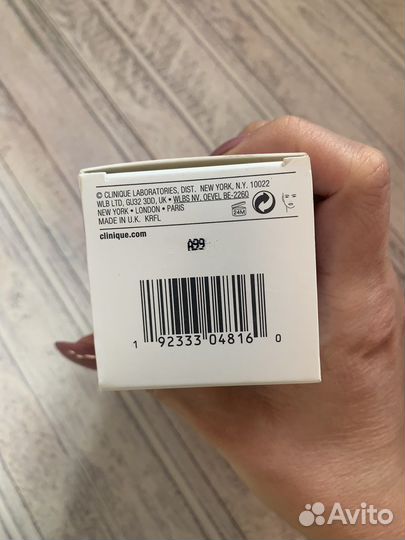 © CLINIQUE LABORATORIES, DIST. NEW YORK, N.Y. 10022
WLB LTD, GU32 3DD, UK • WLBS NV. OEVEL BE-2260
NEW YORK • LONDON • PARIS
MADE IN U.K. KRFL
24M
clinique.com
A99
1 92333 04816 0
Avito